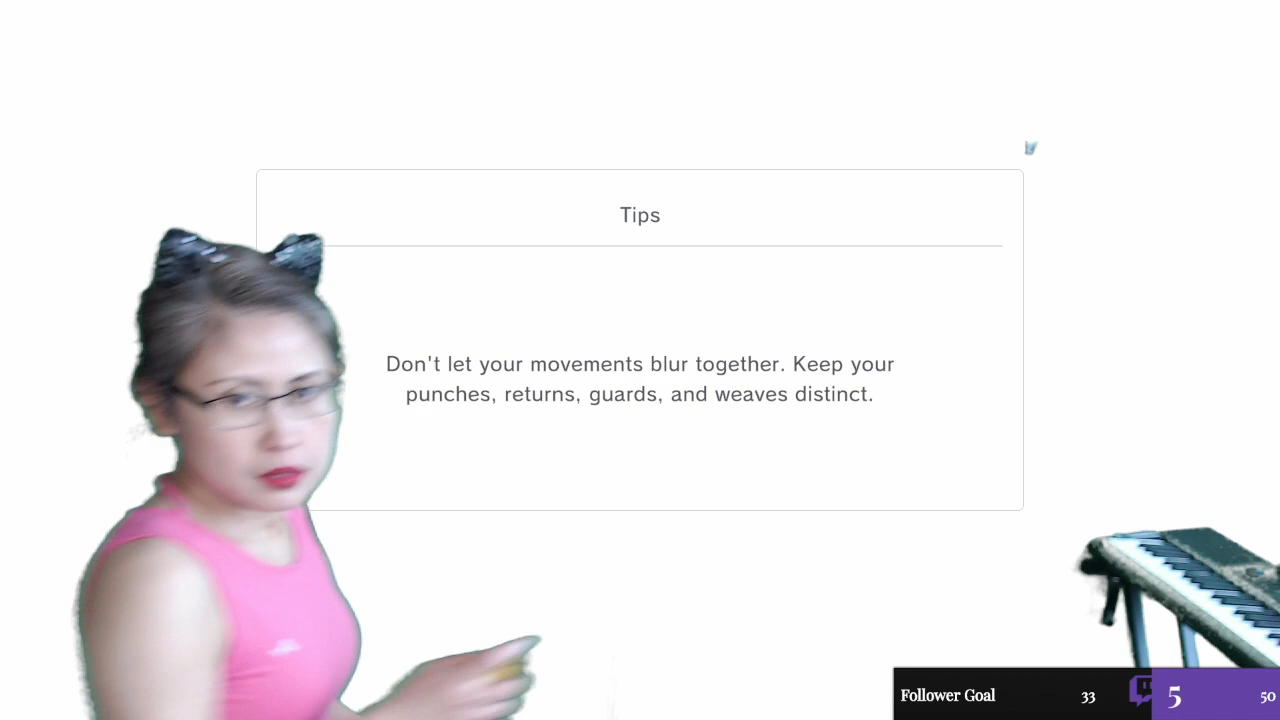 Tips
Don't let your movements blur together. Keep your
punches, returns, guards, and weaves distinct.
Follower Goal 33 5 50